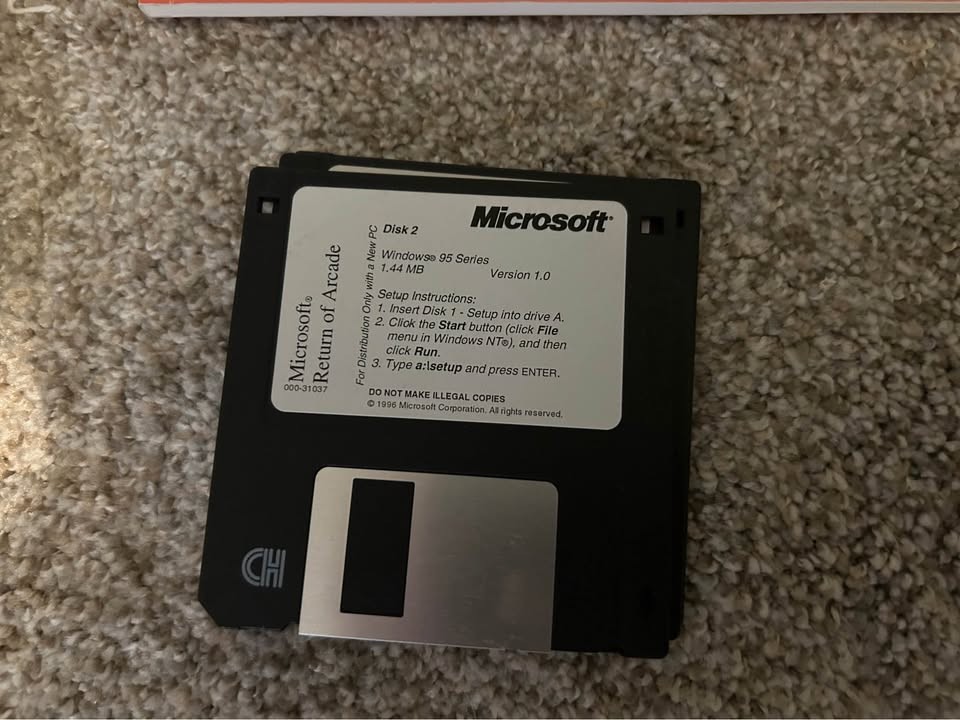 Microsoft®
Disk 2
Windows® 95 Series
1.44 MB
Version 1.0
Setup Instructions:
1. Insert Disk 1 - Setup into drive A.
2. Click the Start button (click File
menu in Windows NT®), and then
click Run.
3. Type a:\setup and press ENTER.
DO NOT MAKE ILLEGAL COPIES
© 1996 Microsoft Corporation. All rights reserved.
For Distribution Only with a New PC
Microsoft®
Return of Arcade
000-31037
CH